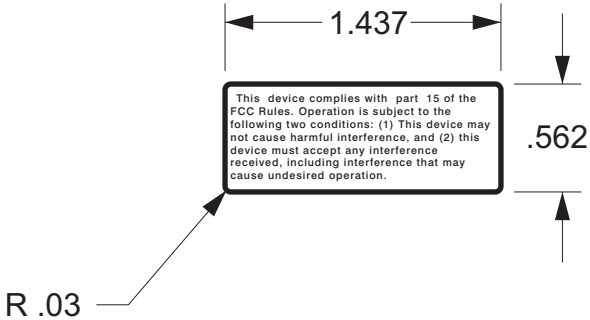 1.437
This device complies with part 15 of the
FCC Rules. Operation is subject to the
following two conditions: (1) This device may
not cause harmful interference, and (2) this
device must accept any interference
received, including interference that may
cause undesired operation.
.562
R .03